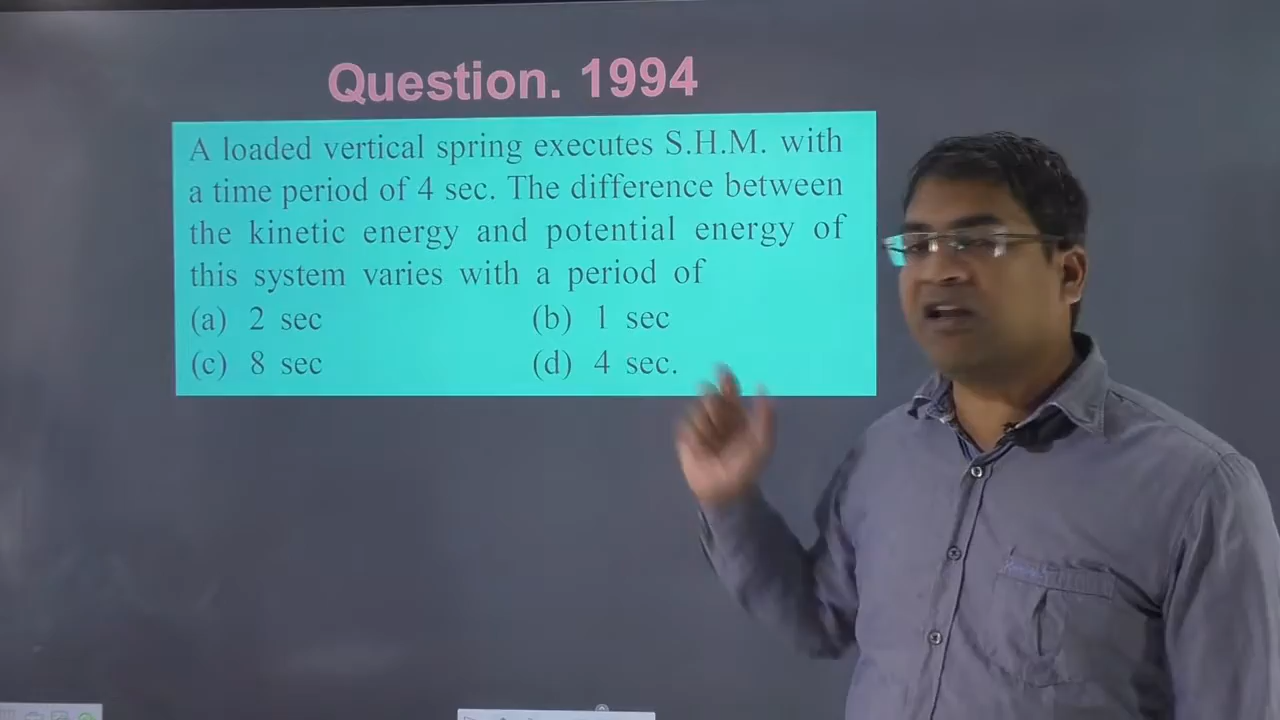 Question. 1994
A loaded vertical spring executes S.H.M. with
a time period of 4 sec. The difference between
the kinetic energy and potential energy of
this system varies with a period of
(a) 2 sec (b) 1 sec
(c) 8 sec (d) 4 sec.